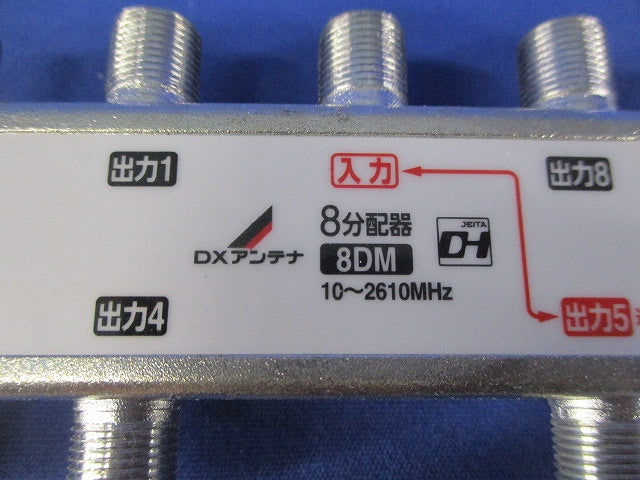 出力1
入力
出力8
DXアンテナ
8分配器
8DM
10～2610MHz
JEITA
DH
出力4
出力5